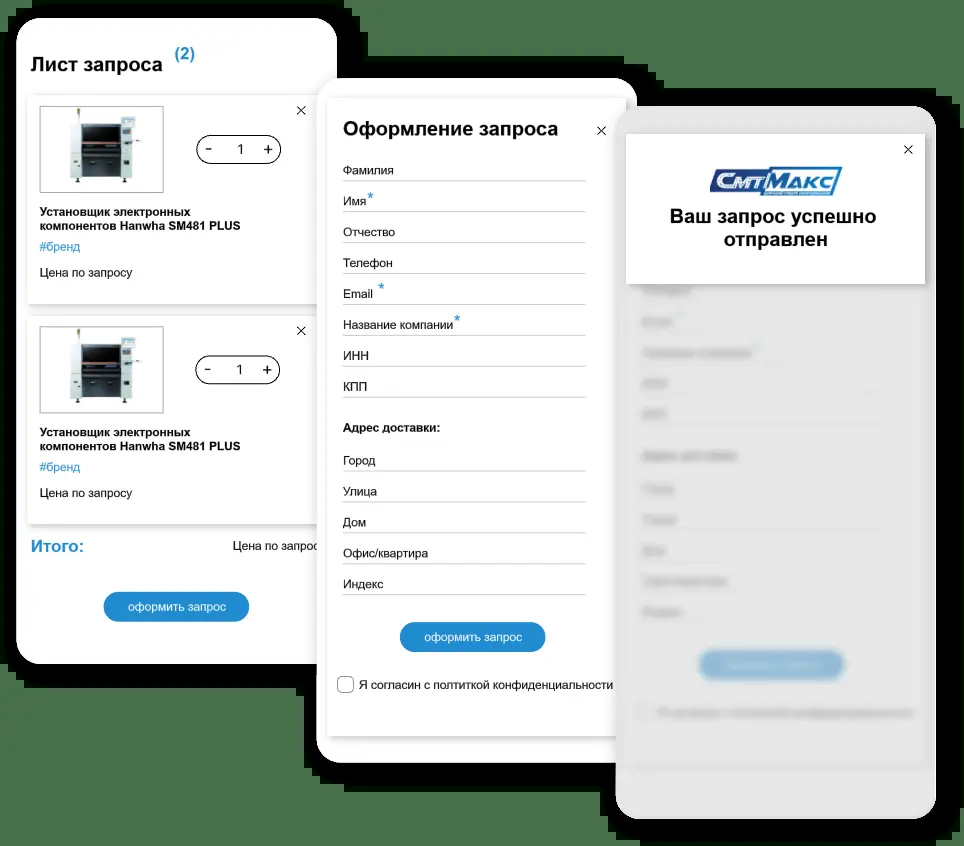 Лист запроса (2)
- 1 +
Установщик электронных
компонентов Hanwha SM481 PLUS
#бренд
Цена по запросу
- 1 +
Установщик электронных
компонентов Hanwha SM481 PLUS
#бренд
Цена по запросу
Итого: Цена по запрос
оформить запрос
Оформление запроса
Фамилия
Имя*
Отчество
Телефон
Email *
Название компании*
ИНН
КПП
Адрес доставки:
Город
Улица
Дом
Офис/квартира
Индекс
оформить запрос
Я согласин с полтиткой конфиденциальности
СмтМакс
Ваш запрос успешно
отправлен